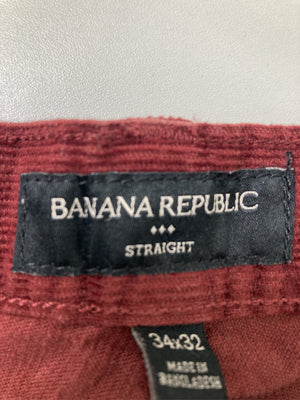 BANANA REPUBLIC
STRAIGHT
34x32
MADE IN
BANGLADESH